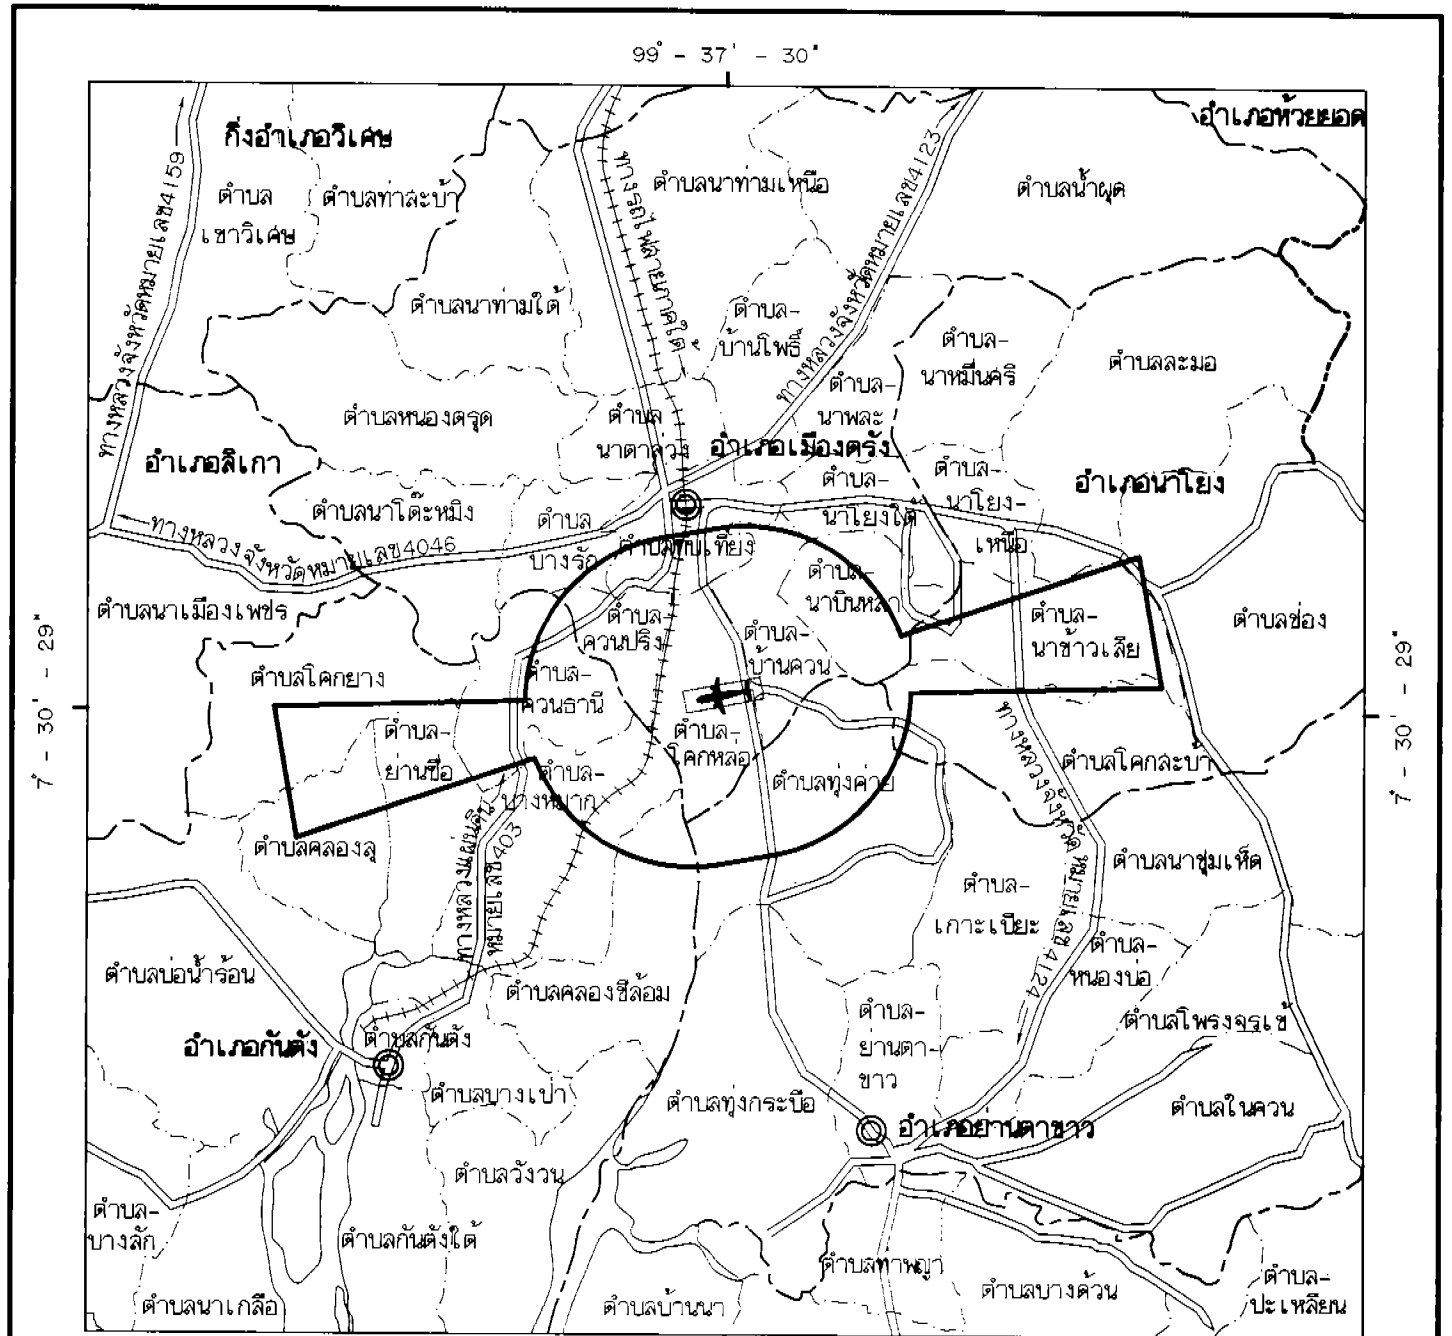 99° - 37' - 30"
อำเภอห้วยยอด
กิ่งอำเภอวิเศษ
ตำบล
เขาวิเศษ
ตำบลท่าสะบ้า
ตำบลนาท่ามเหนือ
ตำบลน้ำผุด
ทางหลวงจังหวัดหมายเลข4159
ทางรถไฟสายภาคใต้
ทางหลวงจังหวัดหมายเลข4123
ตำบลนาท่ามใต้
ตำบล-
บ้านโพธิ์
ตำบล-
นาหมื่นศรี
ตำบลละมอ
ตำบล-
นาพละ
ตำบลหนองตรุด
ตำบล
นาตาล่วง
อำเภอเมืองตรัง
อำเภอสิเกา
ตำบล-
นาโยงใต้
ตำบล-
นาโยง-
เหนือ
อำเภอนาโยง
ตำบลนาโต๊ะหมิง
ทางหลวงจังหวัดหมายเลข4046
ตำบล
บางรัก
ตำบลทับเที่ยง
ตำบล-
นาบินหลา
ตำบลนาเมืองเพชร
ตำบล-
ควนปริง
ตำบล-
บ้านควน
ตำบล-
นาข้าวเสีย
ตำบลช่อง
7° - 30' - 29"
7° - 30' - 29"
ตำบลโคกยาง
ตำบล-
ควนธานี
ตำบล-
ย่านซื่อ
ตำบล-
โคกหล่อ
ตำบล-
บางหมาก
ตำบลทุ่งค่าย
ตำบลโคกสะบ้า
ทางหลวงจังหวัดหมายเลข4124
ตำบลคลองลุ
ทางหลวงแผ่นดิน
หมายเลข403
ตำบลนาชุมเห็ด
ตำบล-
เกาะเปียะ
ตำบล-
หนองบ่อ
ตำบลบ่อน้ำร้อน
ตำบลคลองชีล้อม
ตำบล-
ย่านตา-
ขาว
ตำบลโพรงจรเข้
อำเภอกันตัง
ตำบลกันตัง
ตำบลบางเป้า
ตำบลทุ่งกระบือ
ตำบลในควน
อำเภอย่านตาขาว
ตำบลวังวน
ตำบล-
บางสัก
ตำบลกันตังใต้
ตำบลท่าพญา
ตำบลบางด้วน
ตำบล-
ปะเหลียน
ตำบลนาเกลือ
ตำบลบ้านนา